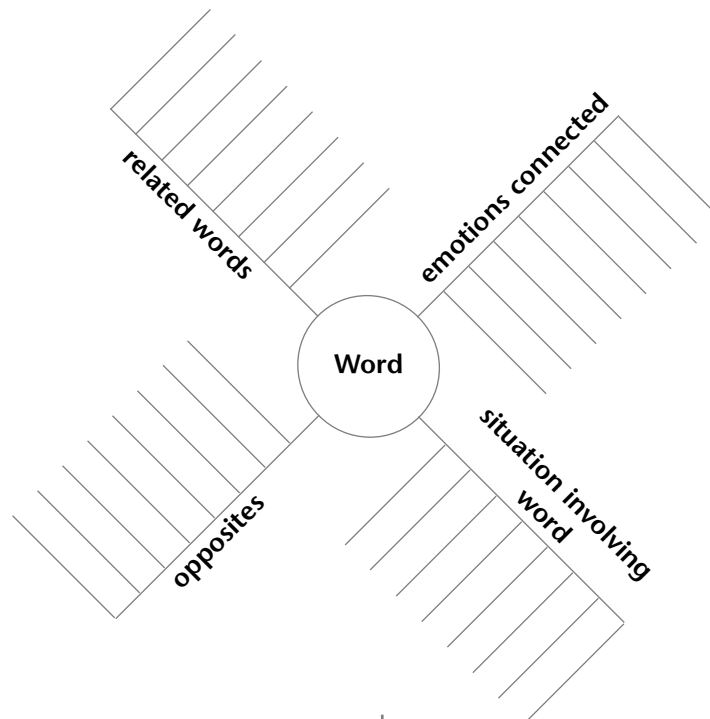 related words
emotions connected
Word
opposites
situation involving
word